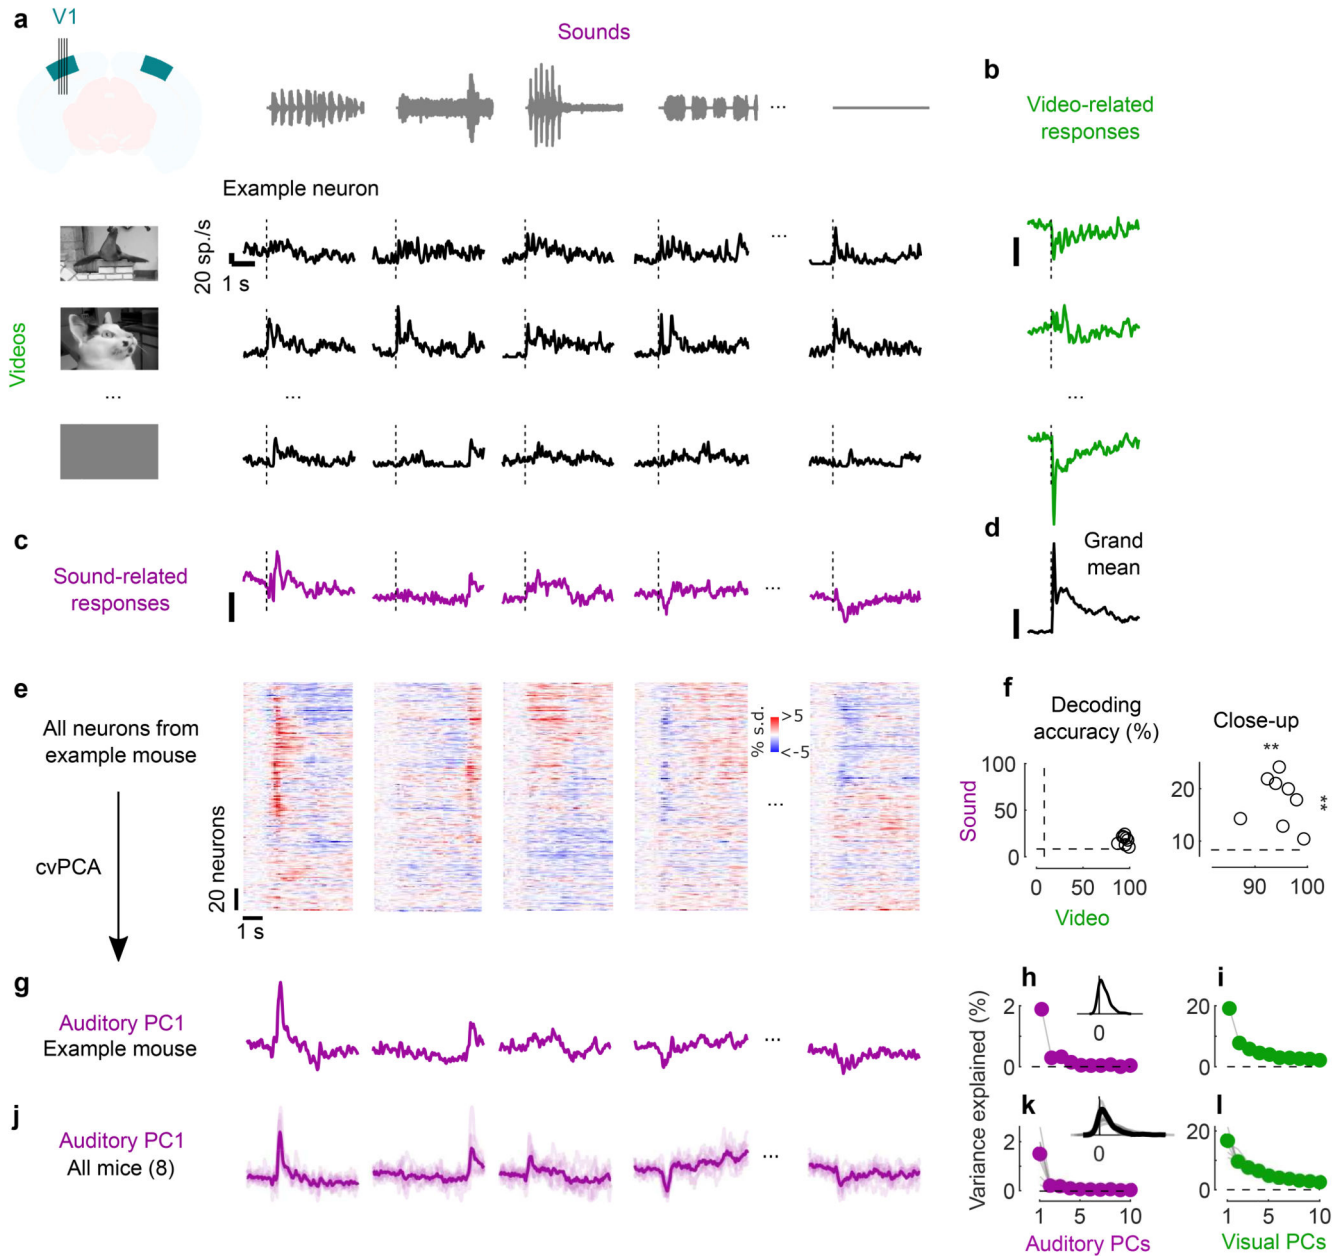 a
V1
Sounds
...
b
Video-related
responses
Example neuron
20 sp./s
1 s
...
Videos
...
...
...
c
Sound-related
responses
...
d
Grand
mean
e
All neurons from
example mouse
cvPCA
20 neurons
1 s
% s.d.
>5
<-5
...
f
Decoding
accuracy (%)
Close-up
Sound
100
50
0
0
50
100
Video
**
**
20
10
90
100
g
Auditory PC1
Example mouse
...
h
2
0
0
i
20
0
Variance explained (%)
j
Auditory PC1
All mice (8)
...
k
2
0
0
1
5
10
Auditory PCs
l
20
0
1
5
10
Visual PCs